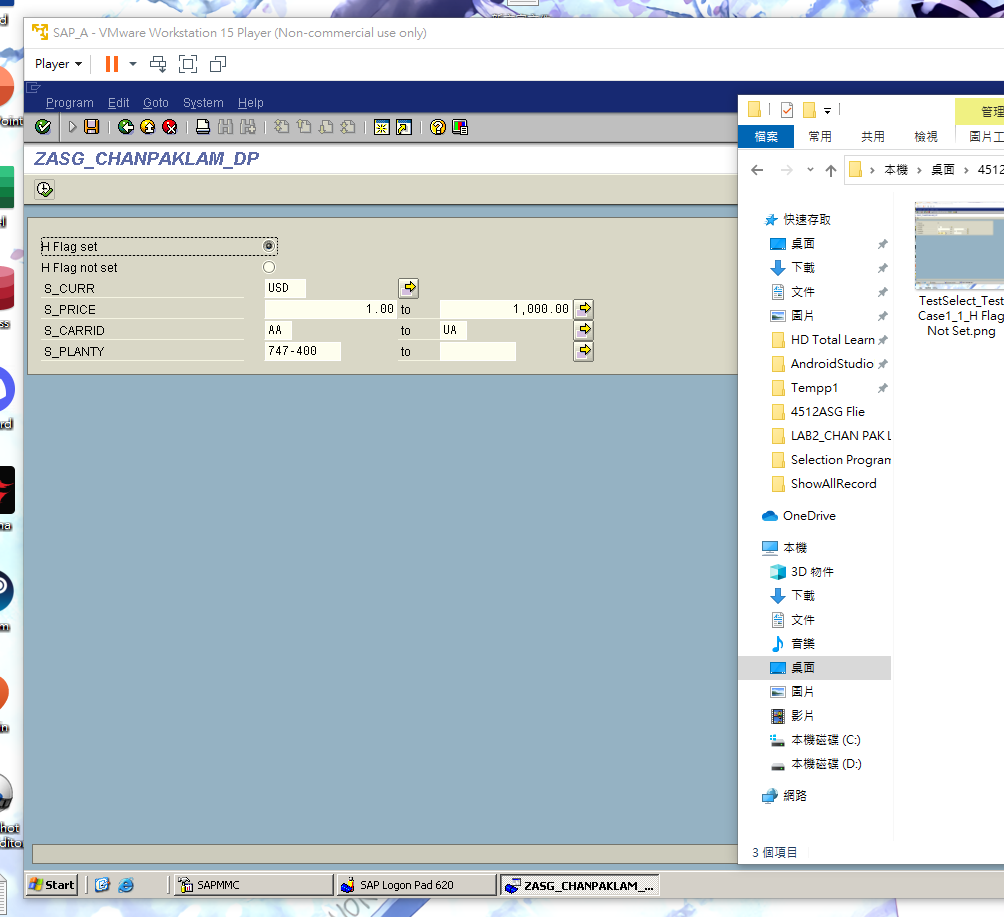 SAP_A - VMware Workstation 15 Player (Non-commercial use only)
Player
Program Edit Goto System Help
ZASG_CHANPAKLAM_DP
H Flag set
H Flag not set
S_CURR USD
S_PRICE 1.00 to 1,000.00
S_CARRID AA to UA
S_PLANTY 747-400 to
管理
檔案 常用 共用 檢視 圖片工
本機 桌面 4512
快速存取
桌面
下載
文件
圖片
HD Total Learn
AndroidStudio
Tempp1
4512ASG Flie
LAB2_CHAN PAK L
Selection Program
ShowAllRecord
OneDrive
本機
3D 物件
下載
文件
音樂
桌面
圖片
影片
本機磁碟 (C:)
本機磁碟 (D:)
網路
TestSelect_Test
Case1_1_H Flag
Not Set.png
3 個項目
Start SAPMMC SAP Logon Pad 620 ZASG_CHANPAKLAM_...